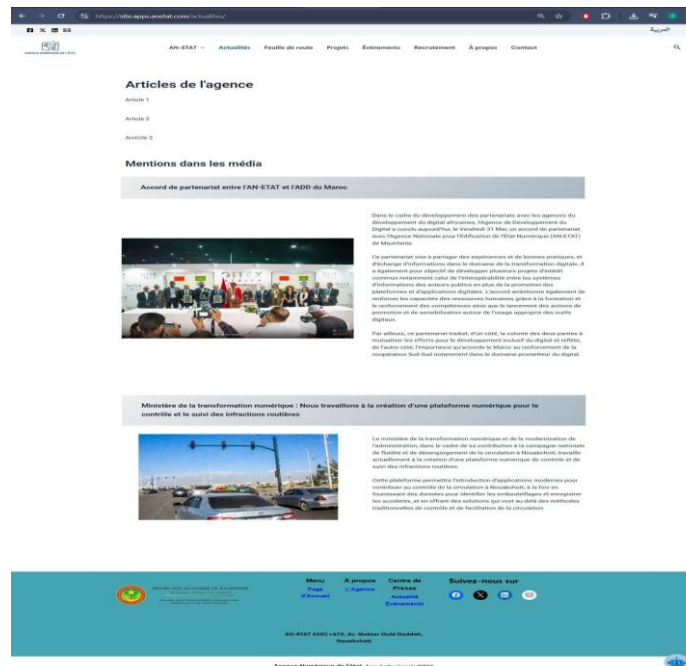 https://site.apps.anetat.com/actualites/
العربية
AN-ETAT Actualités Feuille de route Projets Évènements Recrutement À propos Contact
Articles de l'agence
Article 1
Article 2
Mentions dans les média
Accord de partenariat entre l'AN-ETAT et l'ADD du Maroc
Dans le cadre du développement des partenariats avec les agences du
développement du digital africaines, l'Agence de Développement du
Digital a conclu aujourd'hui, le Vendredi 31 Mai, un accord de partenariat
avec l'Agence Nationale pour l'Édification de l'État Numérique (AN-ETAT)
de Mauritanie.
Ce partenariat vise à partager des expériences et de bonnes pratiques, et
d'échange d'informations dans le domaine de la transformation digitale. Il
a également pour objectif de développer plusieurs projets d'intérêt
commun notamment celui de l'interopérabilité entre les systèmes
d'informations des acteurs publics en plus de la promotion des
plateformes et d'applications digitales. L'accord ambitionne également de
renforcer les capacités des ressources humaines grâce à la formation et
le renforcement des compétences ainsi que le lancement des actions de
promotion et de sensibilisation autour de l'usage approprié des outils
digitaux.
Par ailleurs, ce partenariat traduit, d'un côté, la volonté des deux parties à
mutualiser les efforts pour le développement inclusif du digital et reflète,
de l'autre côté, l'importance qu'accorde le Maroc au renforcement de la
coopération Sud-Sud notamment dans le domaine prometteur du digital.
Ministère de la transformation numérique : Nous travaillons à la création d'une plateforme numérique pour le
contrôle et le suivi des infractions routières
Le ministère de la transformation numérique et de la modernisation de
l'administration, dans le cadre de sa contribution à la campagne nationale
de fluidité et de désengorgement de la circulation à Nouakchott, travaille
actuellement à la création d'une plateforme numérique de contrôle et de
suivi des infractions routières.
Cette plateforme permettra l'introduction d'applications modernes pour
contribuer au contrôle de la circulation à Nouakchott, à la fois en
fournissant des données pour identifier les embouteillages et enregistrer
les accidents, et en offrant des solutions qui vont au-delà des méthodes
traditionnelles de contrôle et de facilitation de la circulation.
Menu
Page
d'Accueil
A propos
L'Agence
Centre de
Presse
Actualité
Evénements
Suivez-nous sur
Av. Moktar Ould Daddah,
Nouakchott
Agence Numérique de l'Etat